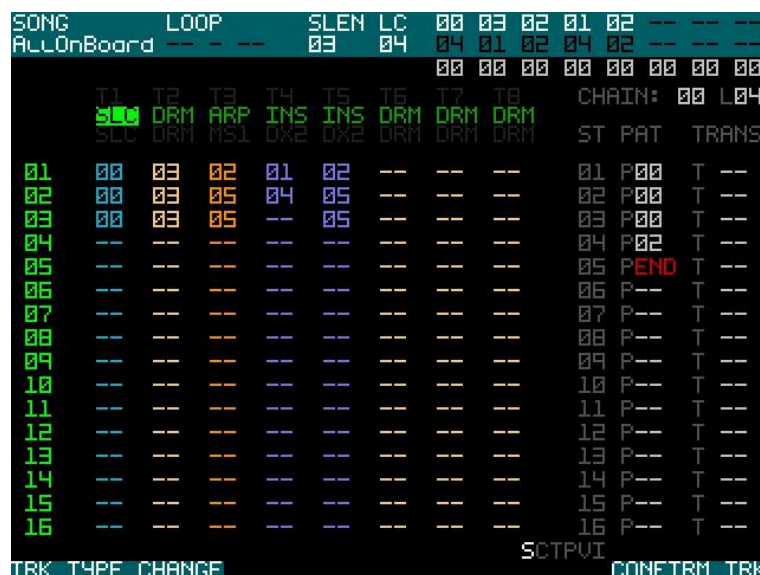 SONG LOOP SLEN LC 00 03 02 01 02 -- -- --
ALLOnBoard -- -- - -- 03 04 04 01 02 04 02 -- -- --
00 00 00 00 00 00 00 00
T1 T2 T3 T4 T5 T6 T7 T8 CHAIN: 00 L04
SLC DRM ARP INS INS DRM DRM DRM
SLC DRM MS1 DX2 DX2 DRM DRM DRM ST PAT TRANS
01 00 03 02 01 02 -- -- -- 01 P00 T --
02 00 03 05 04 05 -- -- -- 02 P00 T --
03 00 03 05 -- 05 -- -- -- 03 P00 T --
04 -- -- -- -- -- -- -- -- 04 P02 T --
05 -- -- -- -- -- -- -- -- 05 PEND T --
06 -- -- -- -- -- -- -- -- 06 P-- T --
07 -- -- -- -- -- -- -- -- 07 P-- T --
08 -- -- -- -- -- -- -- -- 08 P-- T --
09 -- -- -- -- -- -- -- -- 09 P-- T --
10 -- -- -- -- -- -- -- -- 10 P-- T --
11 -- -- -- -- -- -- -- -- 11 P-- T --
12 -- -- -- -- -- -- -- -- 12 P-- T --
13 -- -- -- -- -- -- -- -- 13 P-- T --
14 -- -- -- -- -- -- -- -- 14 P-- T --
15 -- -- -- -- -- -- -- -- 15 P-- T --
16 -- -- -- -- -- -- -- -- 16 P-- T --
SCTPVI
TRK TYPE CHANGE CONFIRM TRK